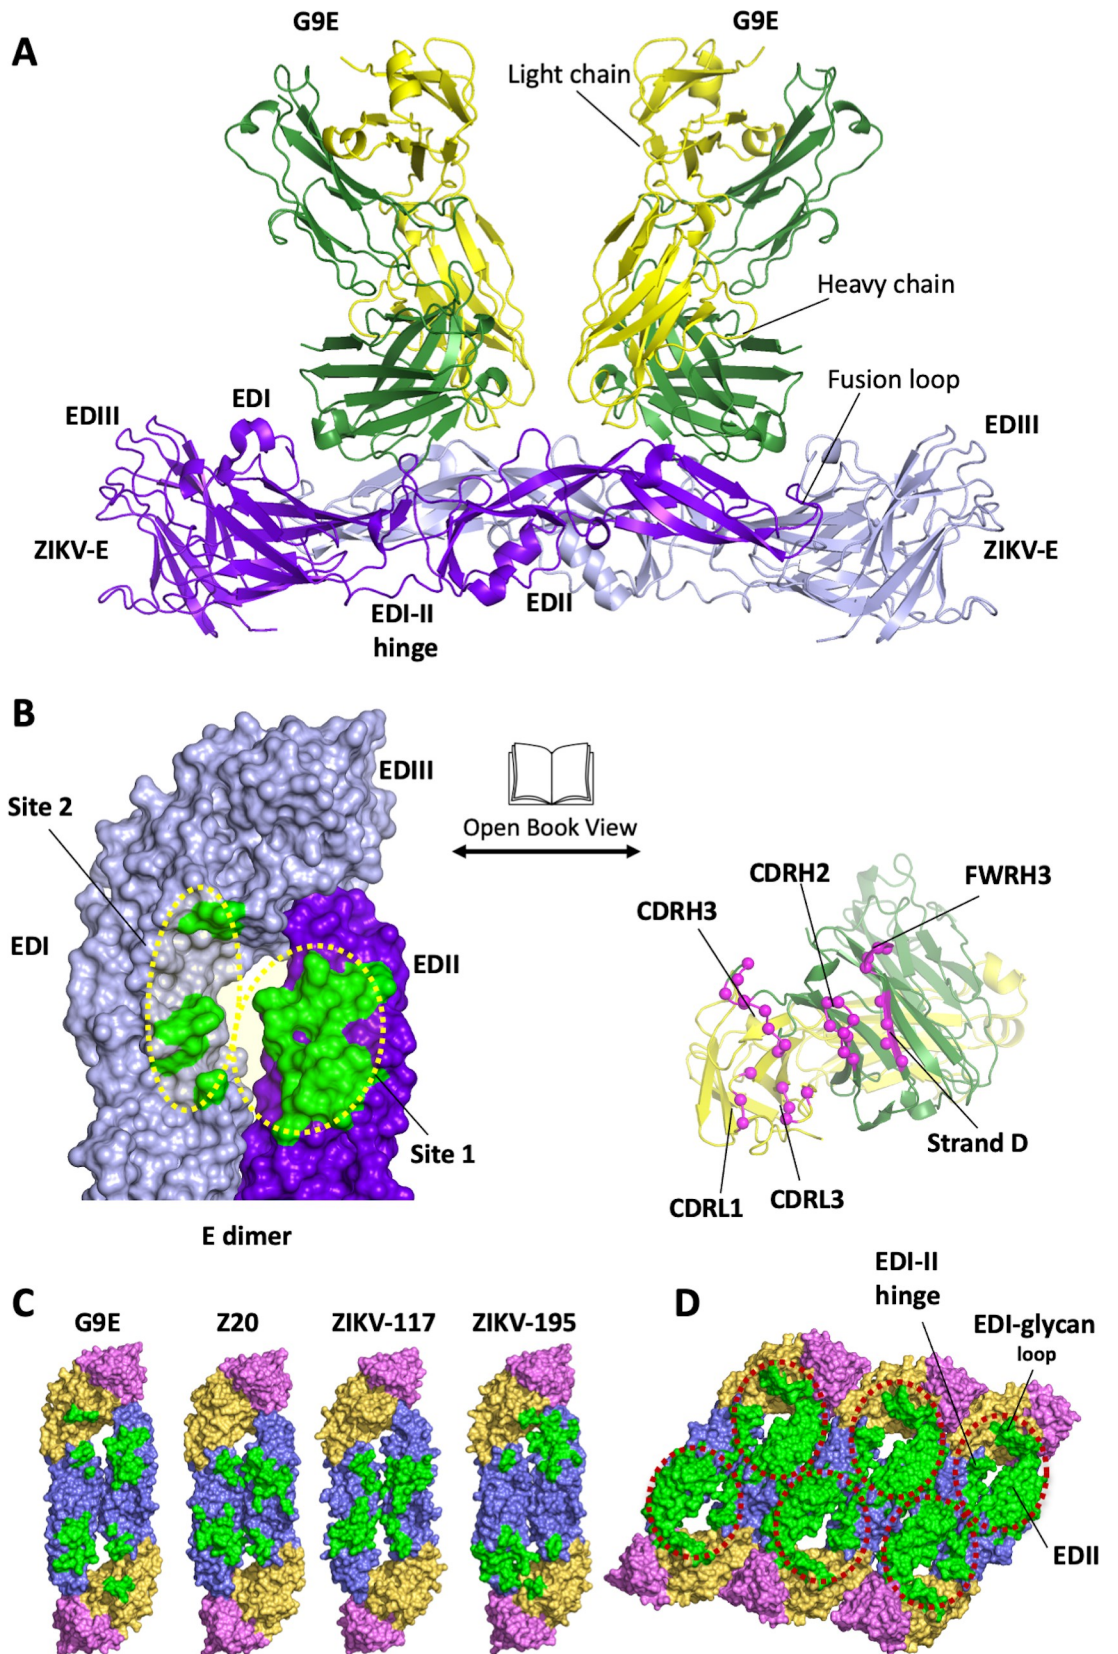 A
G9E
G9E
Light chain
Heavy chain
Fusion loop
EDIII
EDI
EDIII
ZIKV-E
ZIKV-E
EDI-II
hinge
EDII
B
EDIII
Site 2
Open Book View
EDI
EDII
Site 1
E dimer
CDRH2
FWRH3
CDRH3
Strand D
CDRL1
CDRL3
C
G9E
Z20
ZIKV-117
ZIKV-195
D
EDI-II
hinge
EDI-glycan
loop
EDII